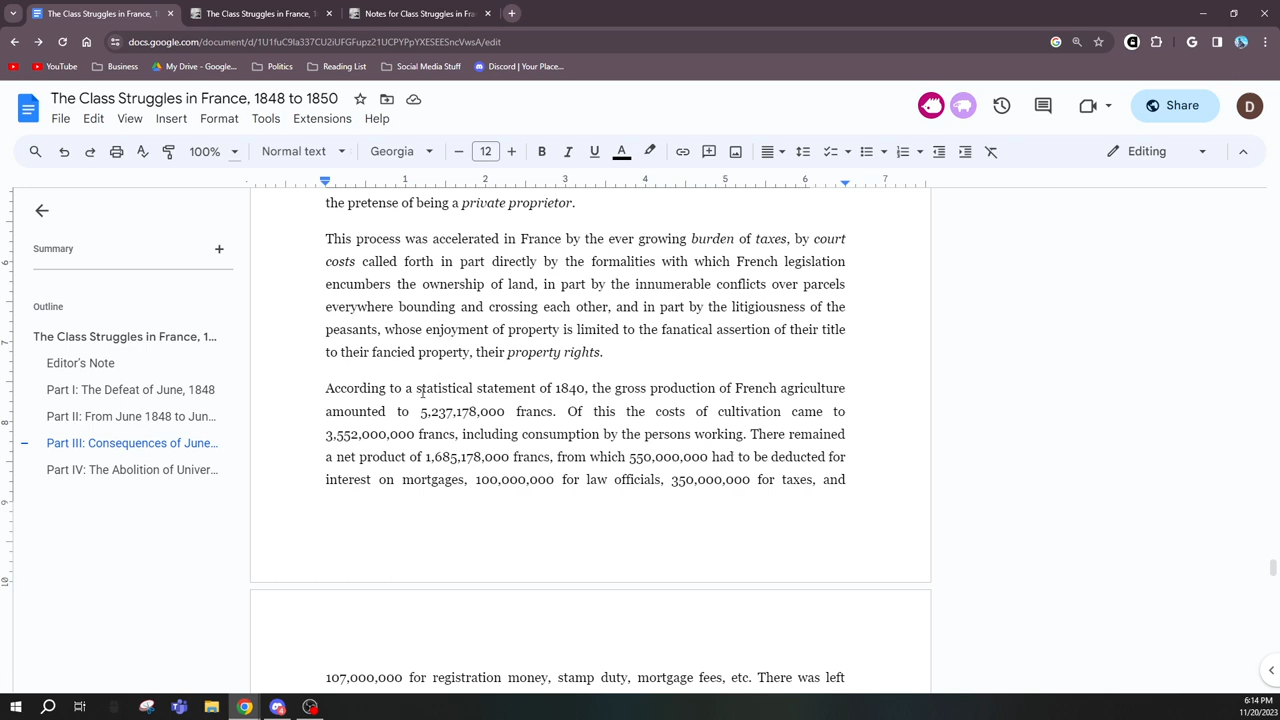 The Class Struggles in France, 1
The Class Struggles in France, 1
Notes for Class Struggles in Fra
docs.google.com/document/d/1U1fuC9la337CU2iUFGFupz21UCPYPpYXESEESncVwsA/edit
YouTube
Business
My Drive - Google...
Politics
Reading List
Social Media Stuff
Discord | Your Place...
The Class Struggles in France, 1848 to 1850
File Edit View Insert Format Tools Extensions Help
Share
D
100%
Normal text
Georgia
12
Editing
1 2 3 4 5 6 7
Summary
Outline
The Class Struggles in France, 1...
Editor's Note
Part I: The Defeat of June, 1848
Part II: From June 1848 to Jun...
Part III: Consequences of June...
Part IV: The Abolition of Univer...
6
7
8
9
10
the pretense of being a private proprietor.
This process was accelerated in France by the ever growing burden of taxes, by court
costs called forth in part directly by the formalities with which French legislation
encumbers the ownership of land, in part by the innumerable conflicts over parcels
everywhere bounding and crossing each other, and in part by the litigiousness of the
peasants, whose enjoyment of property is limited to the fanatical assertion of their title
to their fancied property, their property rights.
According to a statistical statement of 1840, the gross production of French agriculture
amounted to 5,237,178,000 francs. Of this the costs of cultivation came to
3,552,000,000 francs, including consumption by the persons working. There remained
a net product of 1,685,178,000 francs, from which 550,000,000 had to be deducted for
interest on mortgages, 100,000,000 for law officials, 350,000,000 for taxes, and
107,000,000 for registration money, stamp duty, mortgage fees, etc. There was left
6:14 PM
11/20/2023